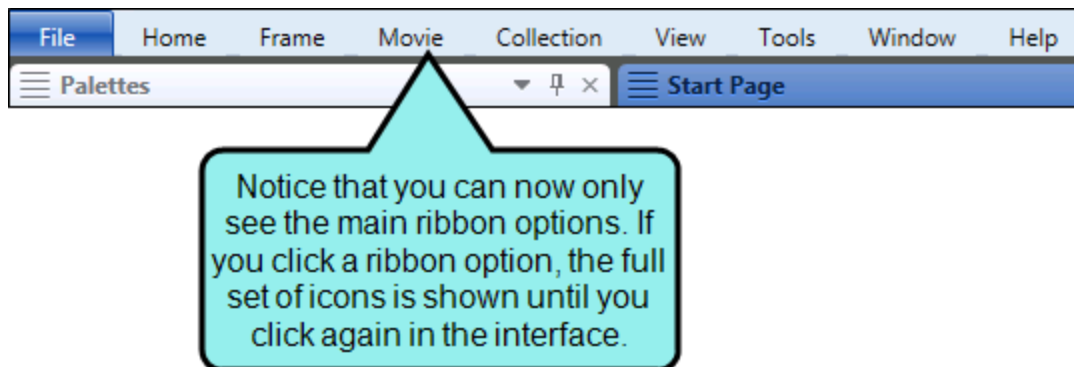 File Home Frame Movie Collection View Tools Window Help
Palettes Start Page
Notice that you can now only
see the main ribbon options. If
you click a ribbon option, the full
set of icons is shown until you
click again in the interface.